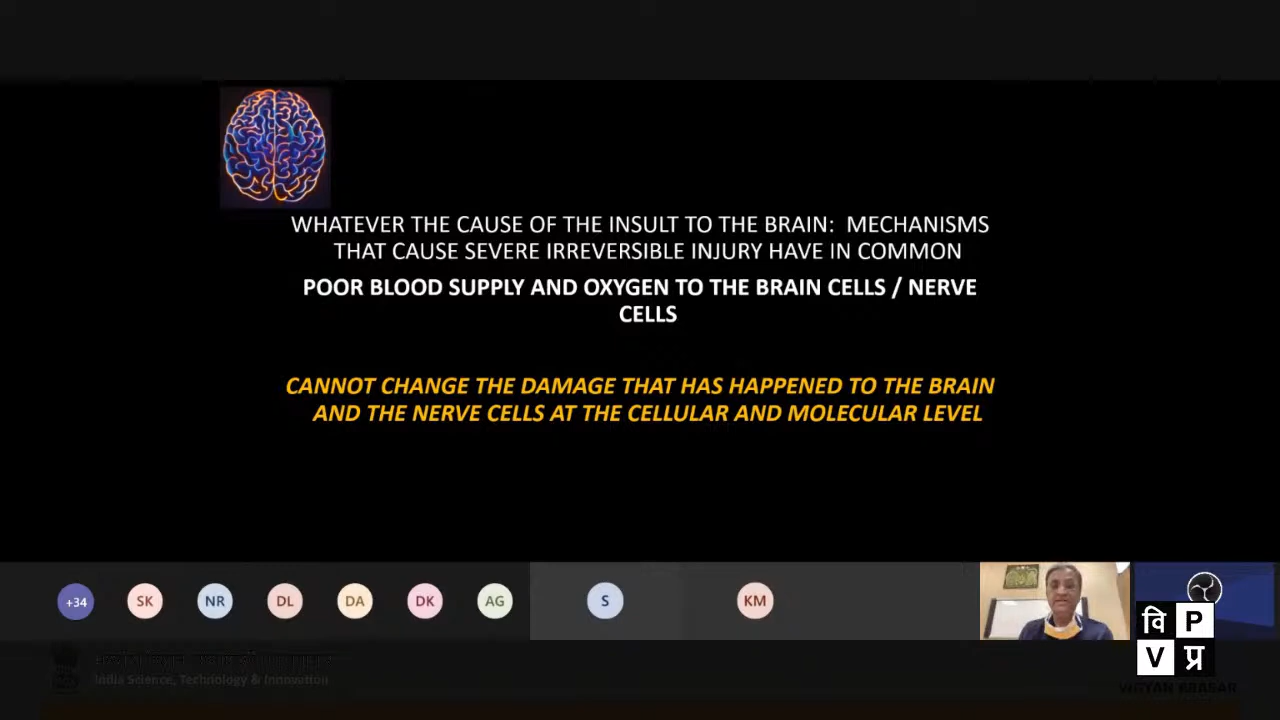 WHATEVER THE CAUSE OF THE INSULT TO THE BRAIN: MECHANISMS
THAT CAUSE SEVERE IRREVERSIBLE INJURY HAVE IN COMMON
POOR BLOOD SUPPLY AND OXYGEN TO THE BRAIN CELLS / NERVE
CELLS
CANNOT CHANGE THE DAMAGE THAT HAS HAPPENED TO THE BRAIN
AND THE NERVE CELLS AT THE CELLULAR AND MOLECULAR LEVEL
+34 SK NR DL DA DK AG S KM
वि P
V प्र
India Science, Technology & Innovation
VIGYAN PRASAR